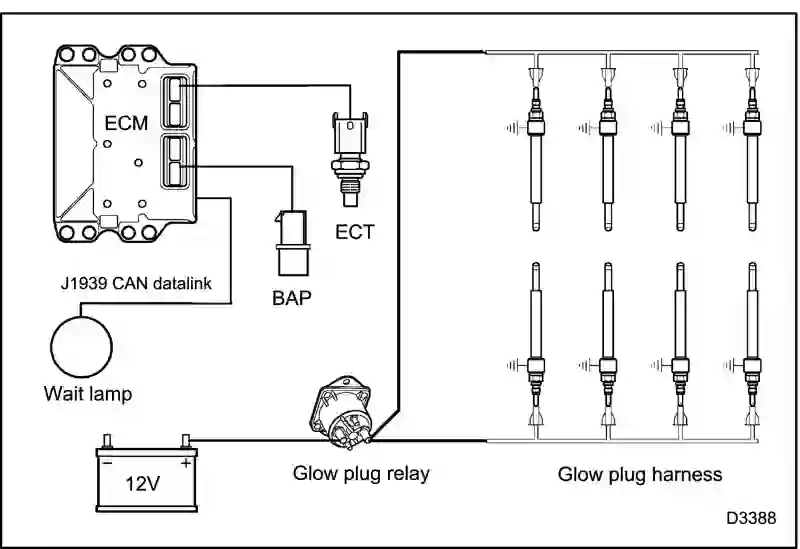 ECM
ECT
BAP
J1939 CAN datalink
Wait lamp
− +
12V
Glow plug relay
Glow plug harness
D3388